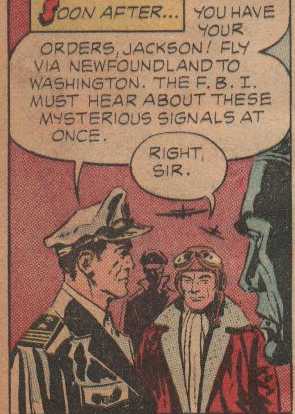 SOON AFTER...
YOU HAVE
YOUR
ORDERS, JACKSON! FLY
VIA NEWFOUNDLAND TO
WASHINGTON. THE F.B.I.
MUST HEAR ABOUT THESE
MYSTERIOUS SIGNALS AT
ONCE.
RIGHT,
SIR.